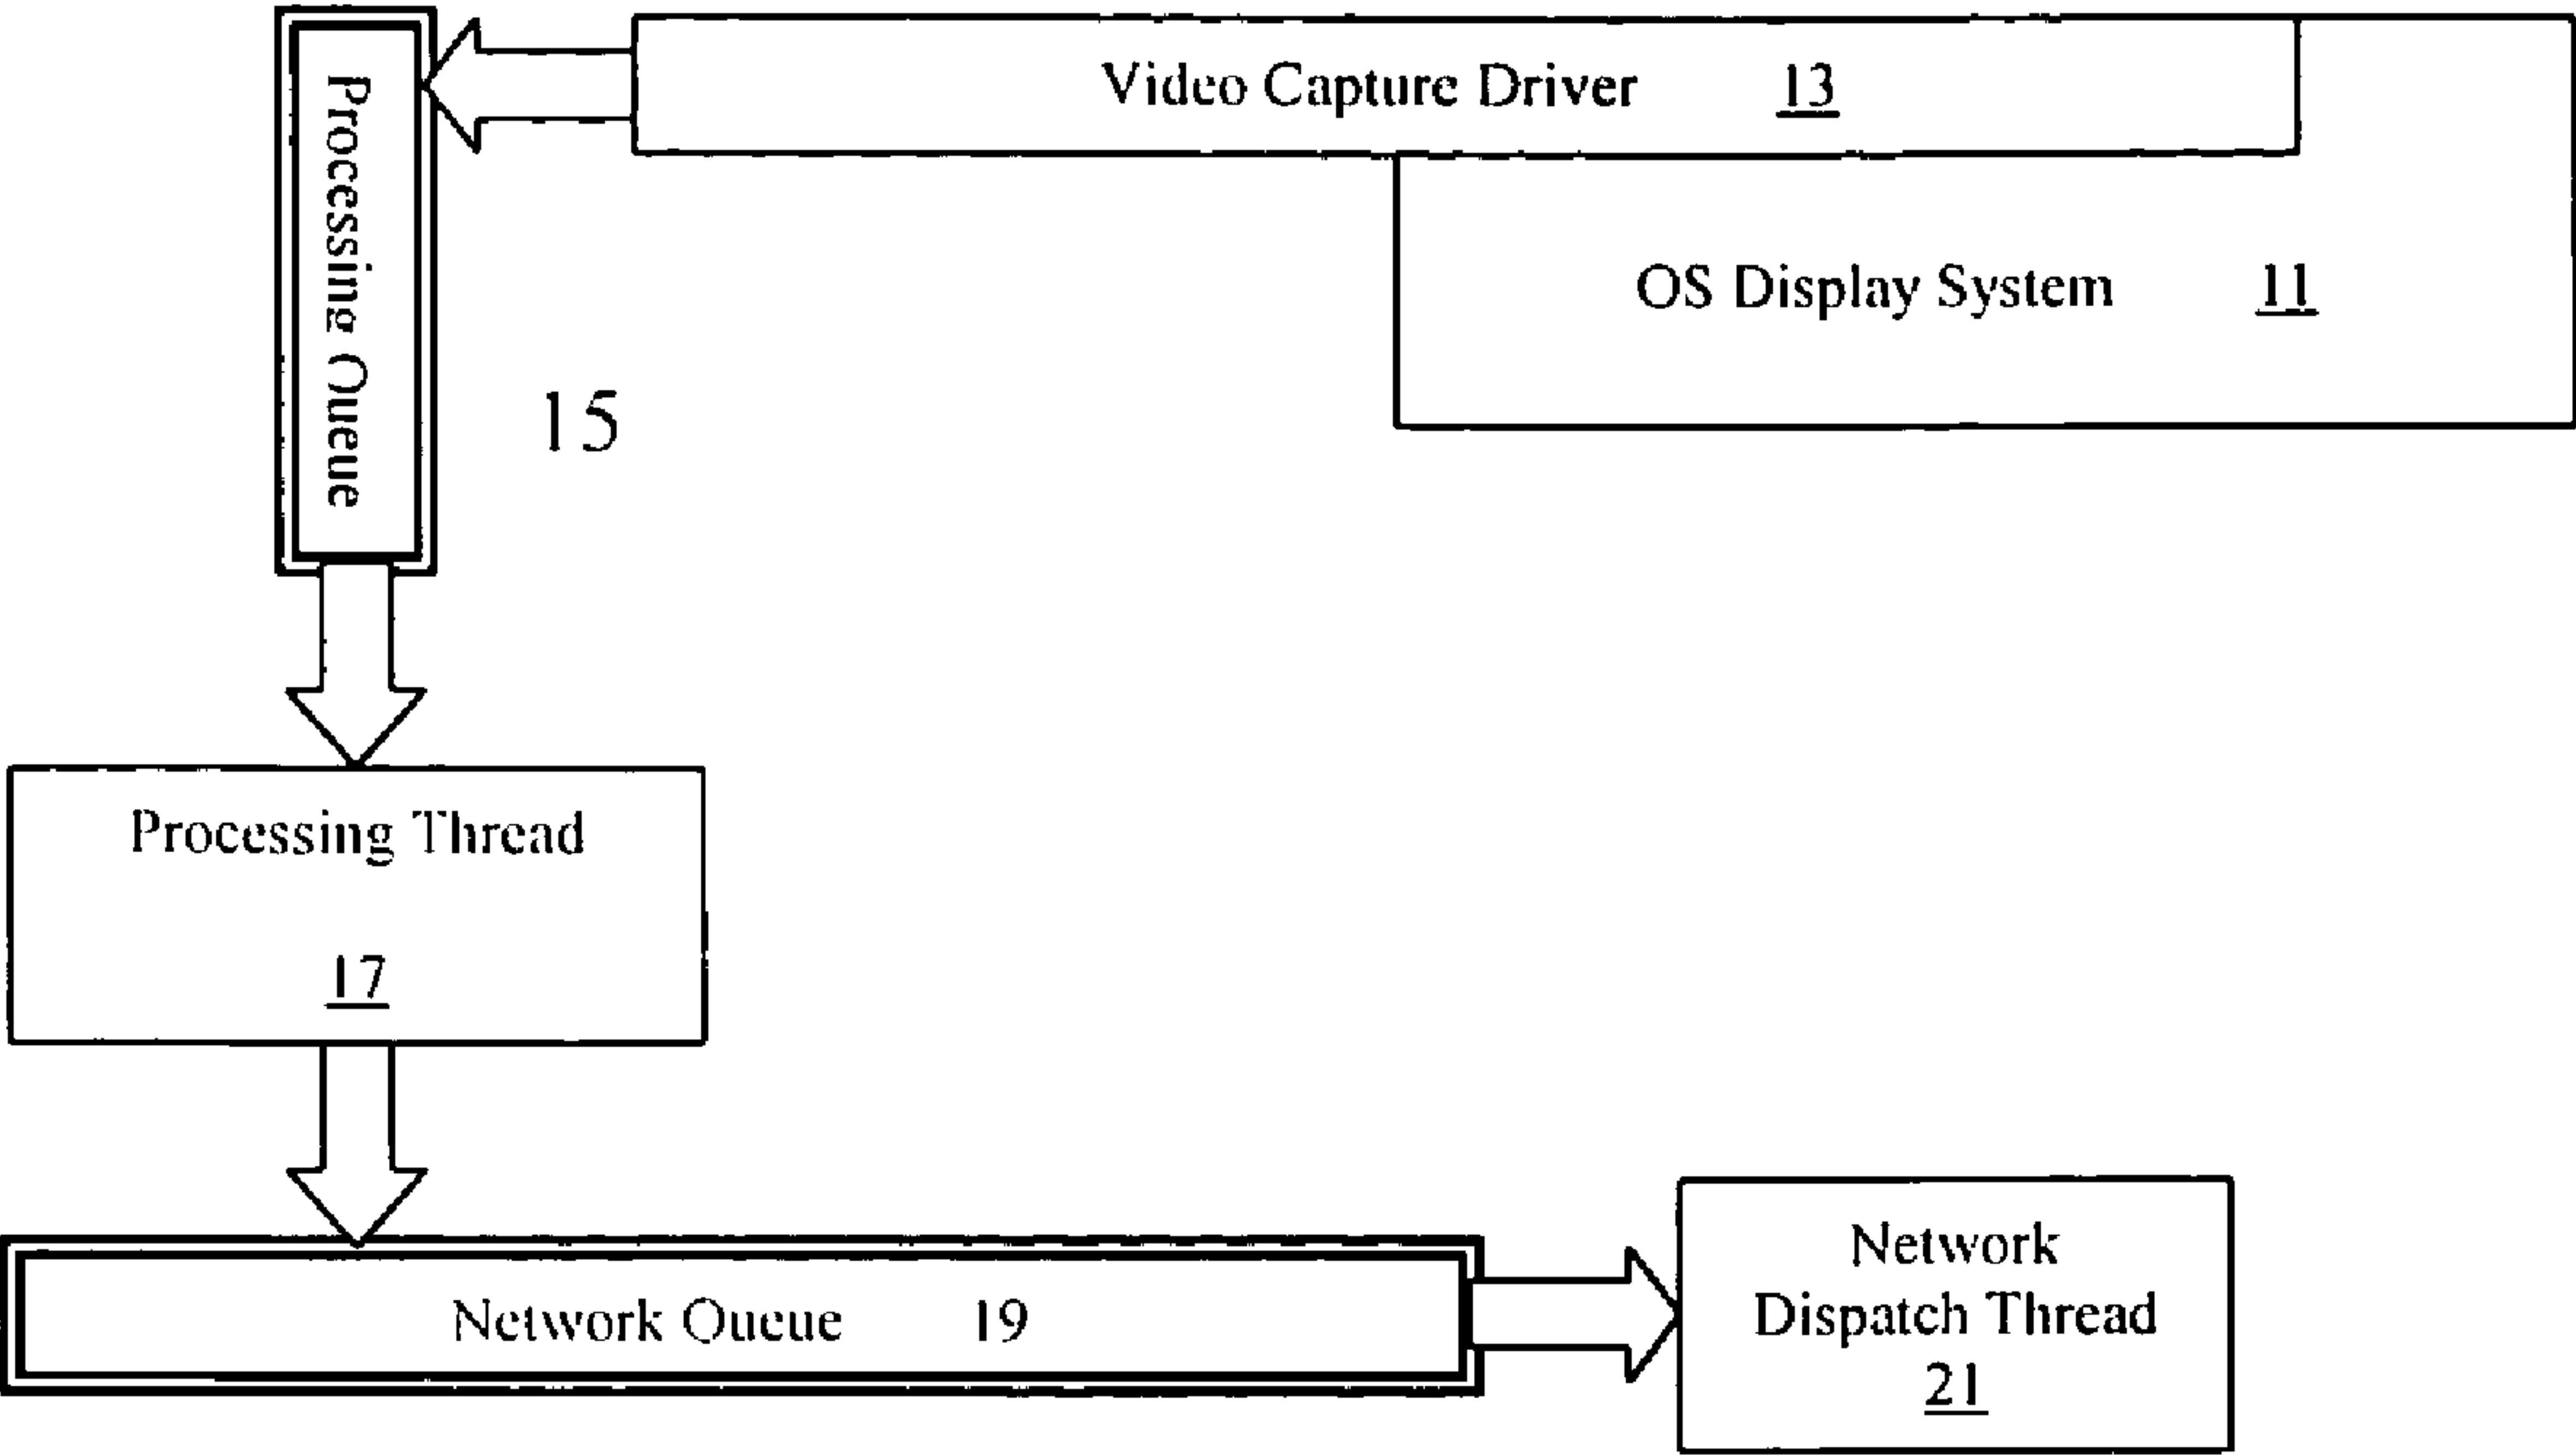 Video Capture Driver 13
OS Display System 11
Processing Queue
15
Processing Thread
17
Network Queue 19
Network
Dispatch Thread
21